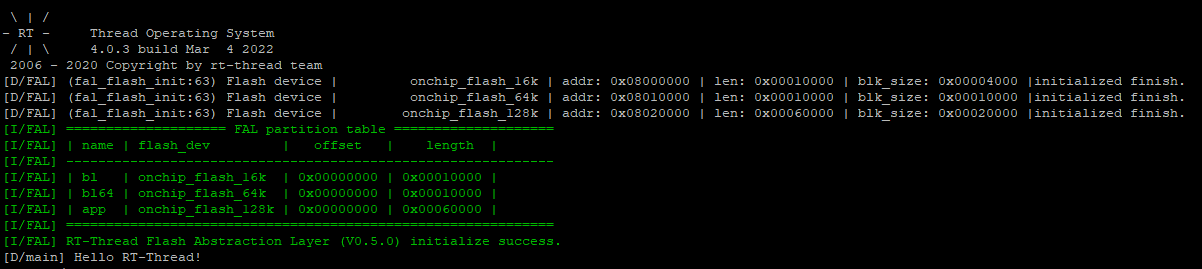 \ | /
- RT -     Thread Operating System
 / | \     4.0.3 build Mar  4 2022
 2006 - 2020 Copyright by rt-thread team
[D/FAL] (fal_flash_init:63) Flash device |         onchip_flash_16k | addr: 0x08000000 | len: 0x00010000 | blk_size: 0x00004000 |initialized finish.
[D/FAL] (fal_flash_init:63) Flash device |         onchip_flash_64k | addr: 0x08010000 | len: 0x00010000 | blk_size: 0x00010000 |initialized finish.
[D/FAL] (fal_flash_init:63) Flash device |        onchip_flash_128k | addr: 0x08020000 | len: 0x00060000 | blk_size: 0x00020000 |initialized finish.
[I/FAL] ==================== FAL partition table ====================
[I/FAL] | name | flash_dev         |   offset   |    length  |
[I/FAL] -------------------------------------------------------------
[I/FAL] | bl   | onchip_flash_16k  | 0x00000000 | 0x00010000 |
[I/FAL] | bl64 | onchip_flash_64k  | 0x00000000 | 0x00010000 |
[I/FAL] | app  | onchip_flash_128k | 0x00000000 | 0x00060000 |
[I/FAL] =============================================================
[I/FAL] RT-Thread Flash Abstraction Layer (V0.5.0) initialize success.
[D/main] Hello RT-Thread!